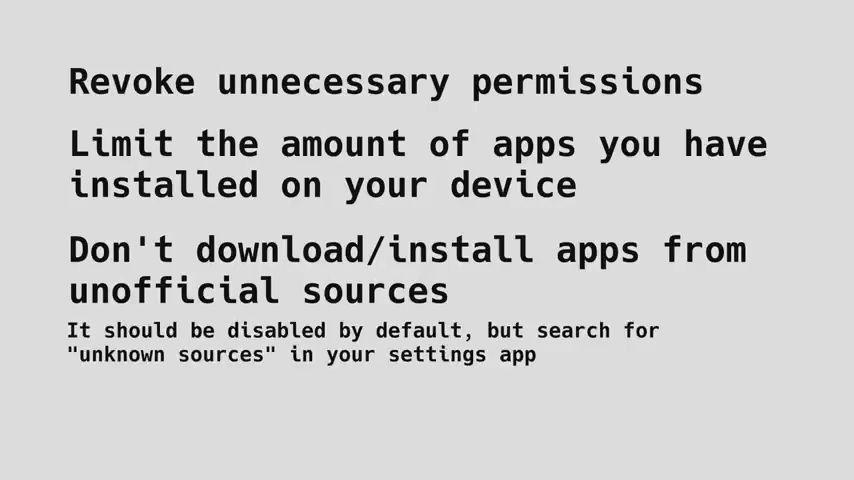 Revoke unnecessary permissions
Limit the amount of apps you have
installed on your device
Don't download/install apps from
unofficial sources
It should be disabled by default, but search for
"unknown sources" in your settings app